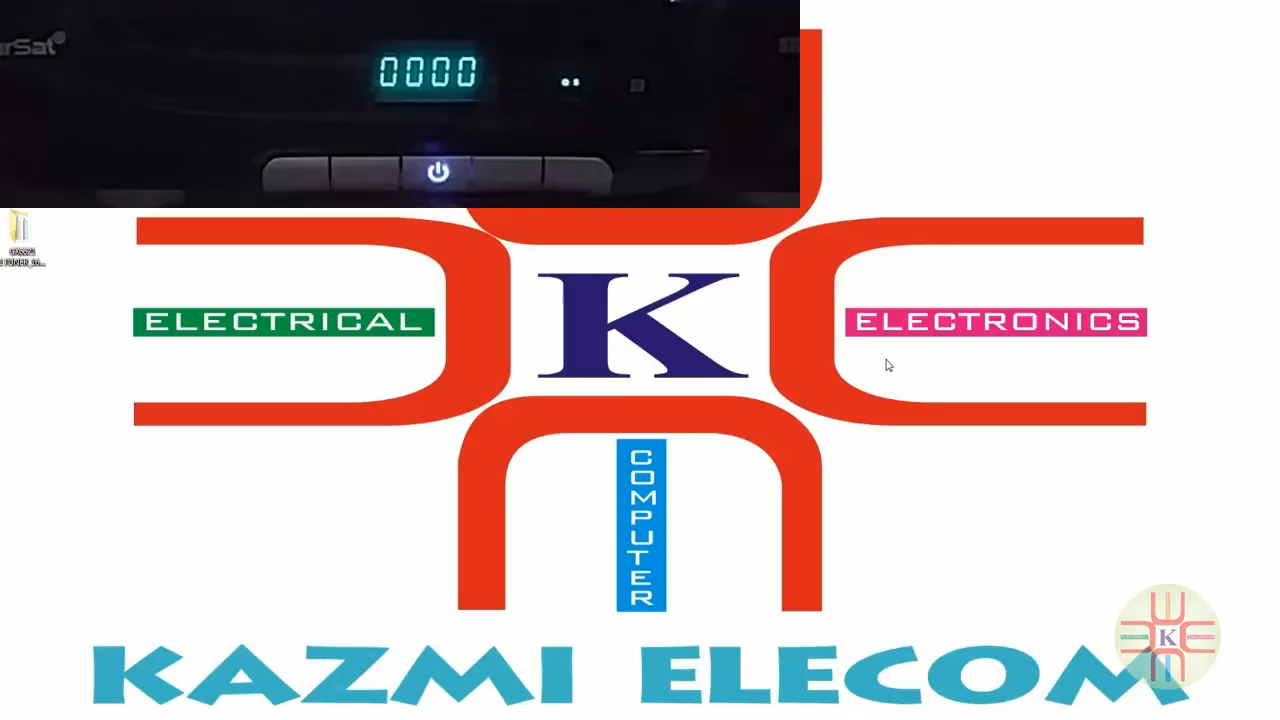 0000
ELECTRICAL
K
ELECTRONICS
COMPUTER
KAZMI ELECOM
K